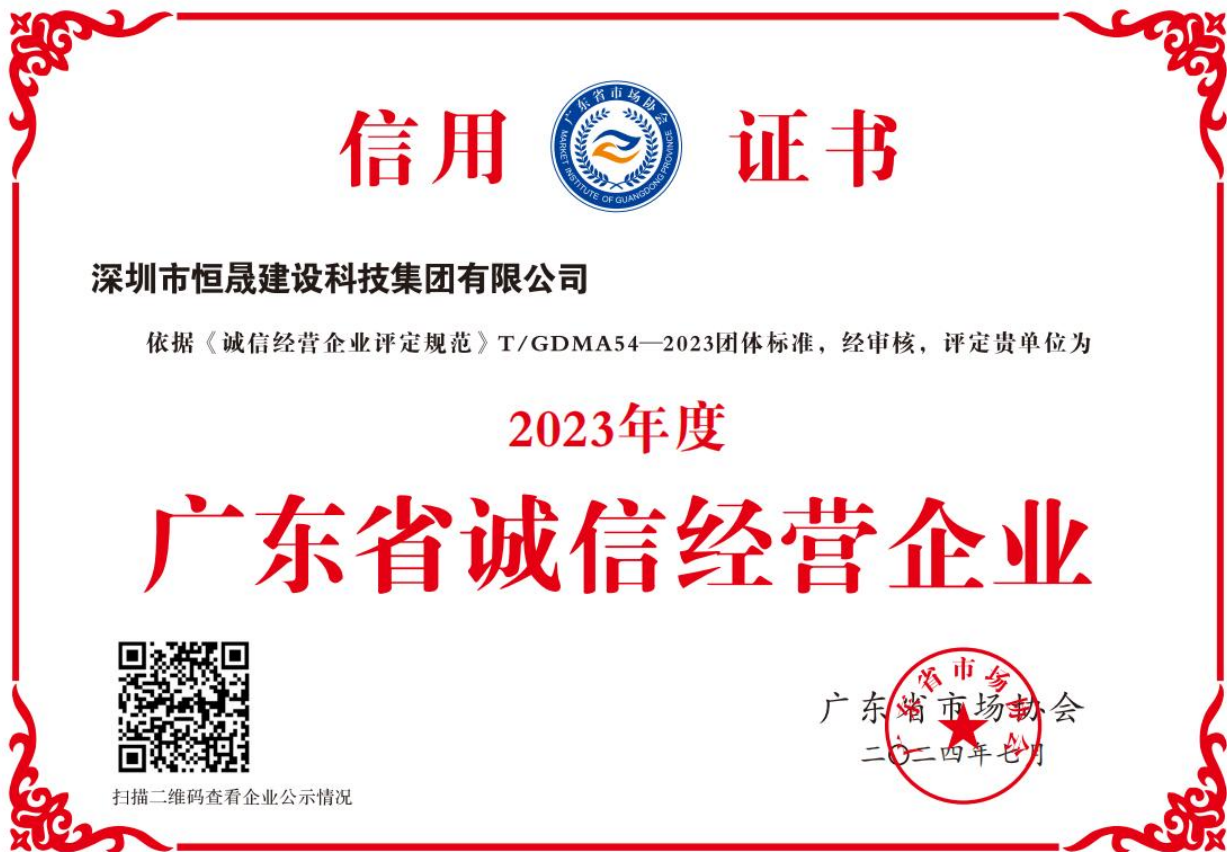 信用 证书
广东省市场协会
MARKET INSTITUTE OF GUANGDONG PROVINCE
深圳市恒晟建设科技集团有限公司
依据《诚信经营企业评定规范》T/GDMA54—2023团体标准，经审核，评定贵单位为
2023年度
广东省诚信经营企业
广东省市场协会
广东省市场协会
二〇二四年七月
扫描二维码查看企业公示情况